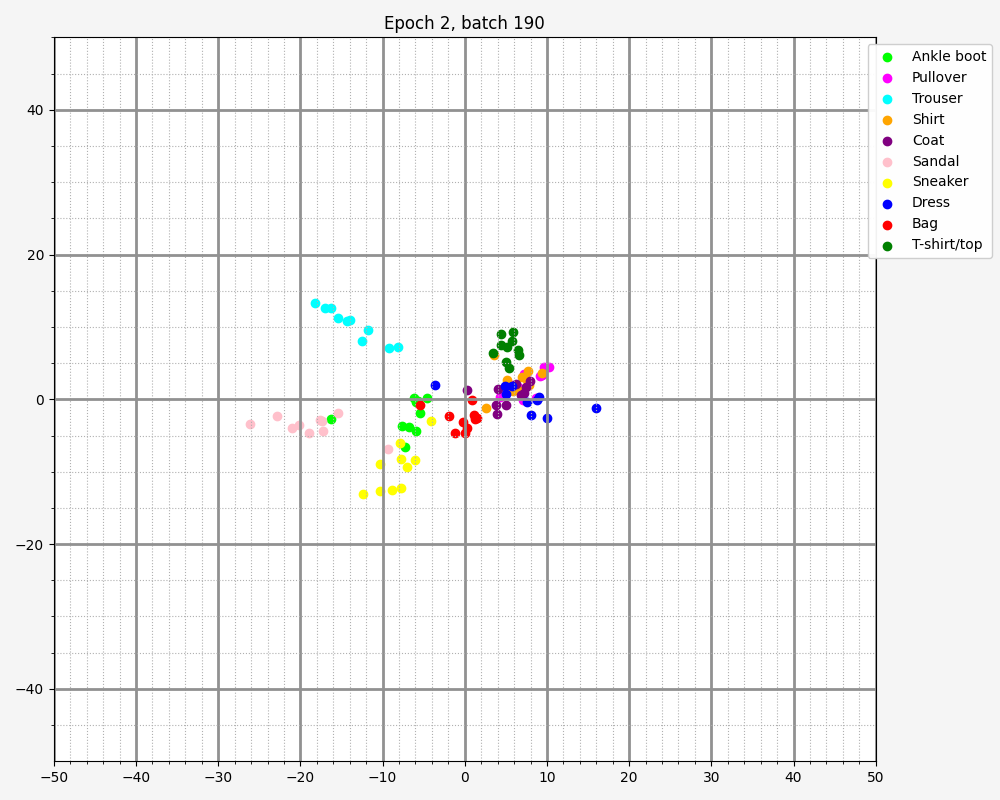 Epoch 2, batch 190
Ankle boot
Pullover
Trouser
Shirt
Coat
Sandal
Sneaker
Dress
Bag
T-shirt/top
40
20
0
−20
−40
−50
−40
−30
−20
−10
0
10
20
30
40
50